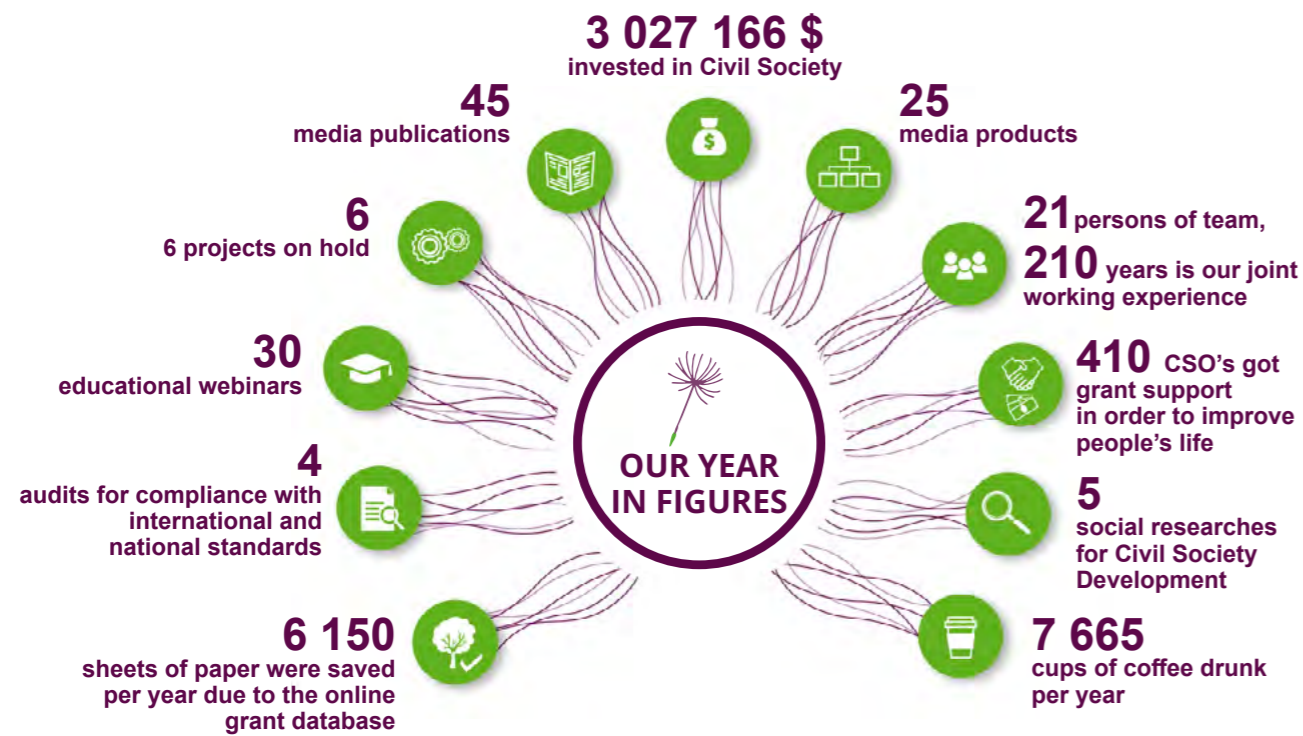 3 027 166 $
invested in Civil Society
45
media publications
25
media products
6
6 projects on hold
21 persons of team,
210 years is our joint
working experience
30
educational webinars
410 CSO’s got
grant support
in order to improve
people’s life
OUR YEAR
IN FIGURES
4
audits for compliance with
international and
national standards
5
social researches
for Civil Society
Development
6 150
sheets of paper were saved
per year due to the online
grant database
7 665
cups of coffee drunk
per year